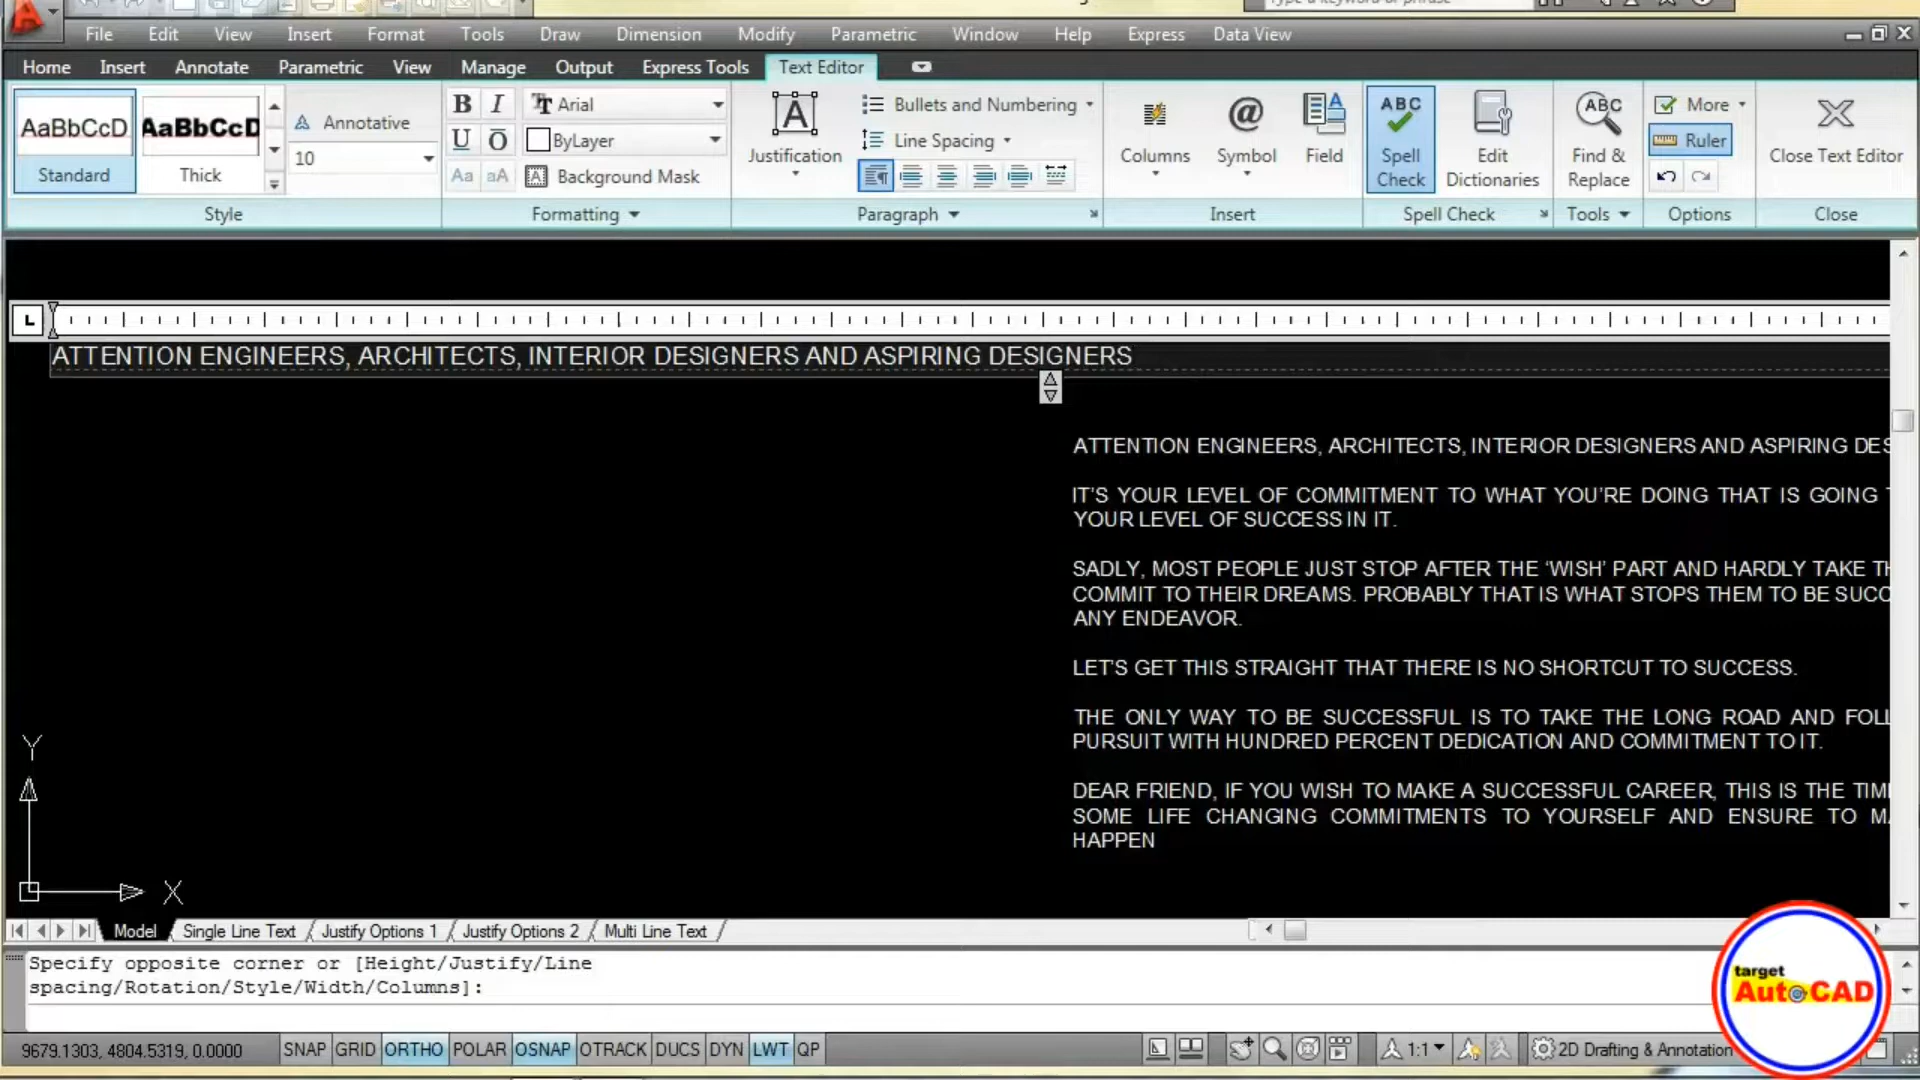 File Edit View Insert Format Tools Draw Dimension Modify Parametric Window Help Express Data View
Home Insert Annotate Parametric View Manage Output Express Tools Text Editor
AaBbCcD AaBbCcD
Standard Thick
Annotative
10
Style
B I Arial
U O ByLayer
Aa aA Background Mask
Formatting
A
Justification
Bullets and Numbering
Line Spacing
Paragraph
Columns
@
Symbol
Field
Insert
ABC
Spell
Check
Edit
Dictionaries
Spell Check
ABC
Find &
Replace
Tools
More
Ruler
Options
Close Text Editor
Close
L
ATTENTION ENGINEERS, ARCHITECTS, INTERIOR DESIGNERS AND ASPIRING DESIGNERS
ATTENTION ENGINEERS, ARCHITECTS, INTERIOR DESIGNERS AND ASPIRING DES
IT'S YOUR LEVEL OF COMMITMENT TO WHAT YOU'RE DOING THAT IS GOING T
YOUR LEVEL OF SUCCESS IN IT.
SADLY, MOST PEOPLE JUST STOP AFTER THE ‘WISH’ PART AND HARDLY TAKE TH
COMMIT TO THEIR DREAMS. PROBABLY THAT IS WHAT STOPS THEM TO BE SUCC
ANY ENDEAVOR.
LET'S GET THIS STRAIGHT THAT THERE IS NO SHORTCUT TO SUCCESS.
THE ONLY WAY TO BE SUCCESSFUL IS TO TAKE THE LONG ROAD AND FOLL
PURSUIT WITH HUNDRED PERCENT DEDICATION AND COMMITMENT TO IT.
DEAR FRIEND, IF YOU WISH TO MAKE A SUCCESSFUL CAREER, THIS IS THE TIME
SOME LIFE CHANGING COMMITMENTS TO YOURSELF AND ENSURE TO MA
HAPPEN
Y
X
Model Single Line Text Justify Options 1 Justify Options 2 Multi Line Text
Specify opposite corner or [Height/Justify/Line
spacing/Rotation/Style/Width/Columns]:
target
AutoCAD
9679.1303, 4804.5319, 0.0000 SNAP GRID ORTHO POLAR OSNAP OTRACK DUCS DYN LWT QP 1:1 2D Drafting & Annotation